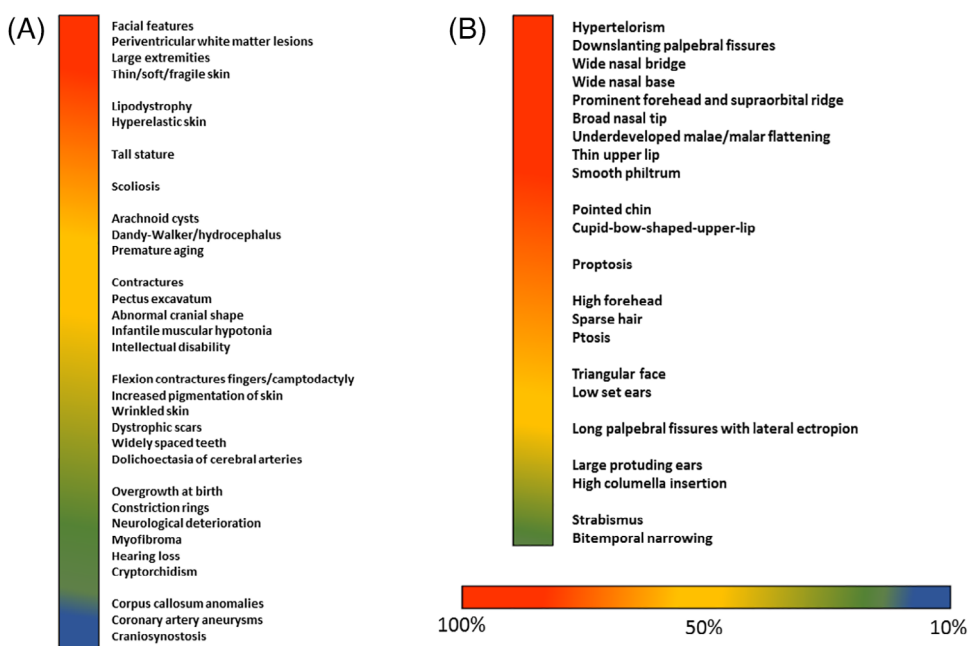 (A)
Facial features
Periventricular white matter lesions
Large extremities
Thin/soft/fragile skin
Lipodystrophy
Hyperelastic skin
Tall stature
Scoliosis
Arachnoid cysts
Dandy-Walker/hydrocephalus
Premature aging
Contractures
Pectus excavatum
Abnormal cranial shape
Infantile muscular hypotonia
Intellectual disability
Flexion contractures fingers/camptodactyly
Increased pigmentation of skin
Wrinkled skin
Dystrophic scars
Widely spaced teeth
Dolichoectasia of cerebral arteries
Overgrowth at birth
Constriction rings
Neurological deterioration
Myofibroma
Hearing loss
Cryptorchidism
Corpus callosum anomalies
Coronary artery aneurysms
Craniosynostosis
(B)
Hypertelorism
Downslanting palpebral fissures
Wide nasal bridge
Wide nasal base
Prominent forehead and supraorbital ridge
Broad nasal tip
Underdeveloped malae/malar flattening
Thin upper lip
Smooth philtrum
Pointed chin
Cupid-bow-shaped-upper-lip
Proptosis
High forehead
Sparse hair
Ptosis
Triangular face
Low set ears
Long palpebral fissures with lateral ectropion
Large protuding ears
High columella insertion
Strabismus
Bitemporal narrowing
100% 50% 10%